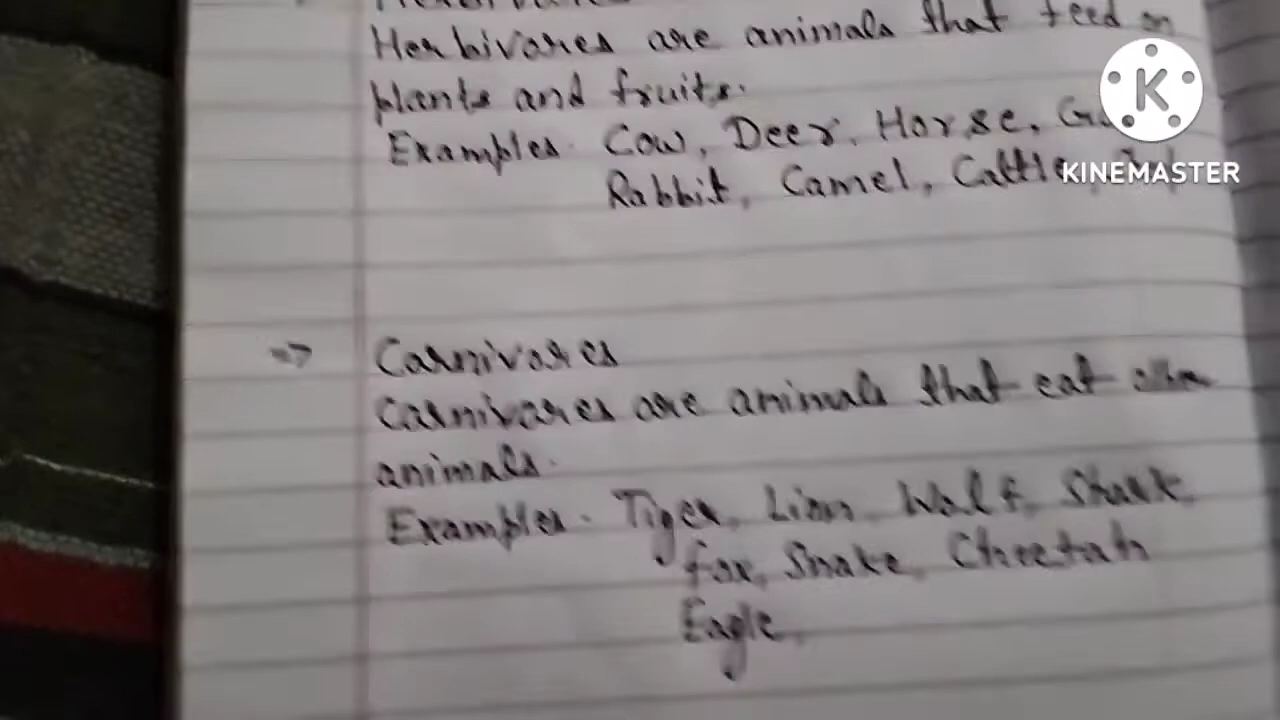 Herbivores are animals that feed on
plants and fruits.
Examples. Cow, Deer, Horse,
Rabbit, Camel, Cattle,
K
KINEMASTER
=> Carnivores
Carnivores are animals that eat
animals.
Examples. Tiger, Lion, Wolf, Shark,
fox, Snake, Cheetah
Eagle,